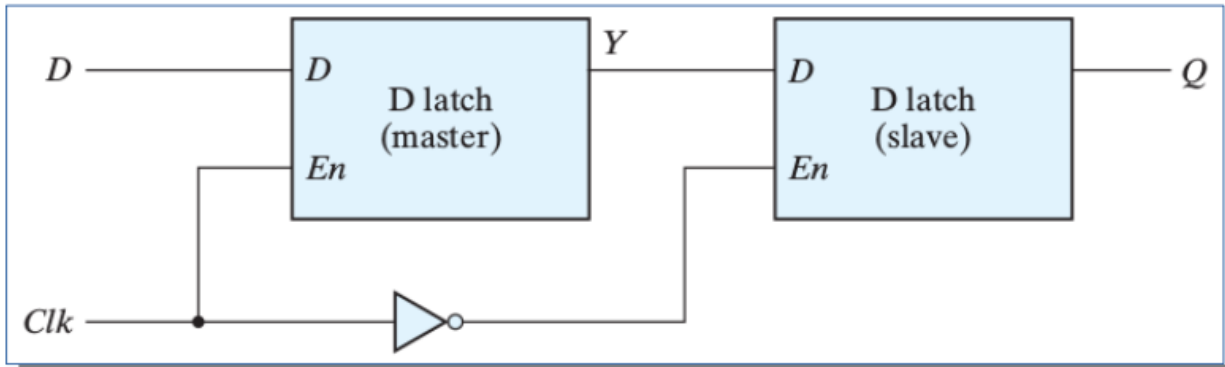 D
D
D latch
(master)
En
Y
D
D latch
(slave)
En
Q
Clk